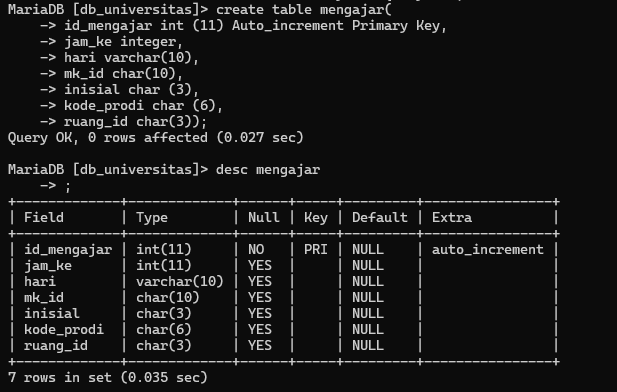 MariaDB [db_universitas]> create table mengajar(
    -> id_mengajar int (11) Auto_increment Primary Key,
    -> jam_ke integer,
    -> hari varchar(10),
    -> mk_id char(10),
    -> inisial char (3),
    -> kode_prodi char (6),
    -> ruang_id char(3));
Query OK, 0 rows affected (0.027 sec)

MariaDB [db_universitas]> desc mengajar
    -> ;
+-------------+-------------+------+-----+---------+----------------+
| Field       | Type        | Null | Key | Default | Extra          |
+-------------+-------------+------+-----+---------+----------------+
| id_mengajar | int(11)     | NO   | PRI | NULL    | auto_increment |
| jam_ke      | int(11)     | YES  |     | NULL    |                |
| hari        | varchar(10) | YES  |     | NULL    |                |
| mk_id       | char(10)    | YES  |     | NULL    |                |
| inisial     | char(3)     | YES  |     | NULL    |                |
| kode_prodi  | char(6)     | YES  |     | NULL    |                |
| ruang_id    | char(3)     | YES  |     | NULL    |                |
+-------------+-------------+------+-----+---------+----------------+
7 rows in set (0.035 sec)